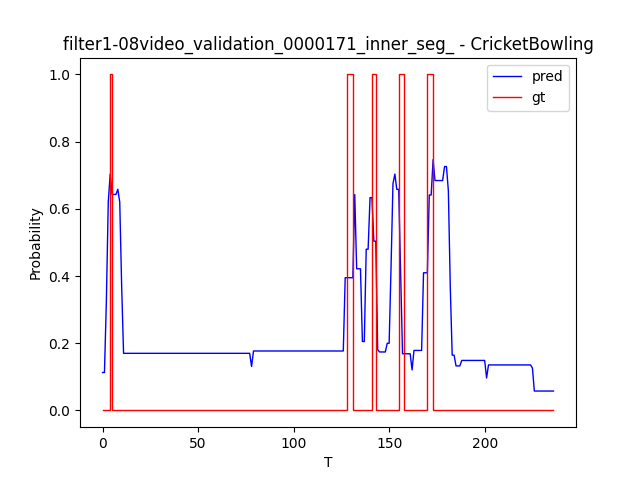 filter1-08video_validation_0000171_inner_seg_ - CricketBowling
pred
gt
1.0
0.8
0.6
0.4
0.2
0.0
Probability
0
50
100
150
200
T